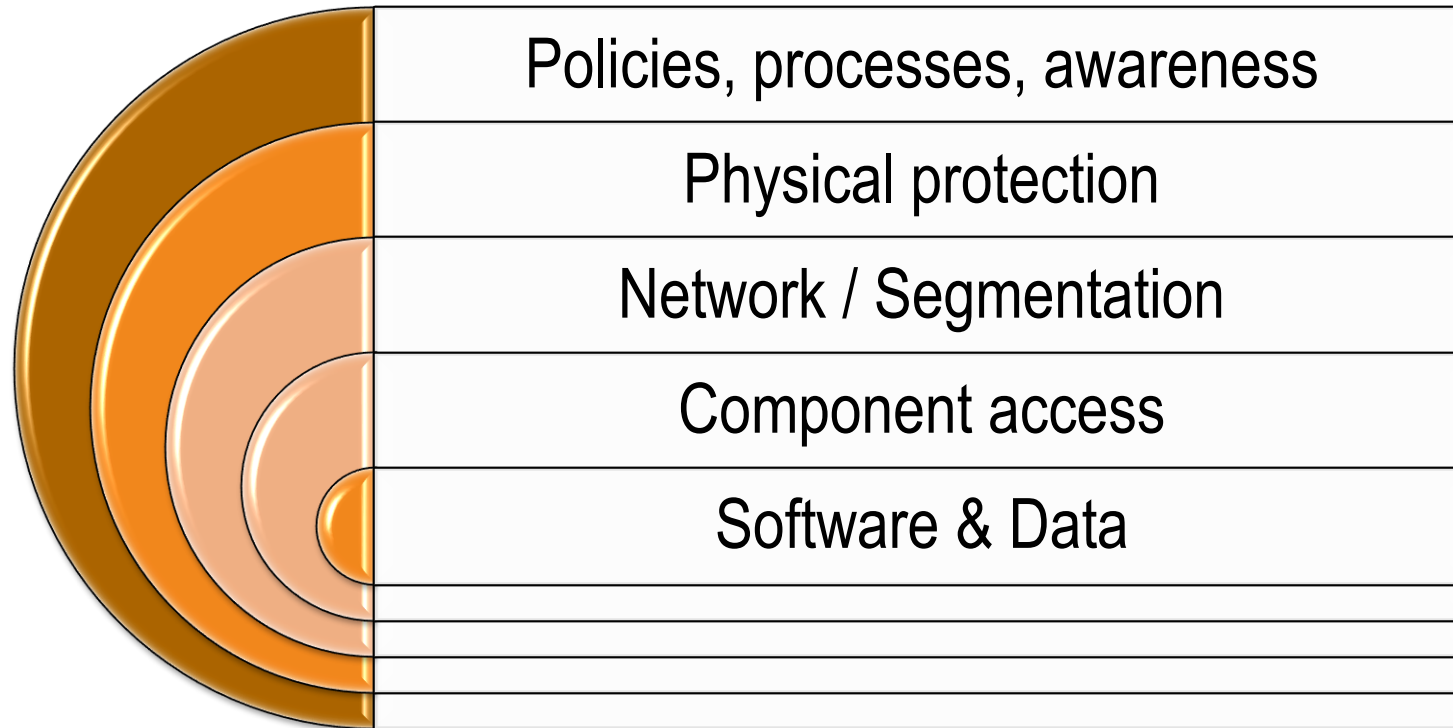 Policies, processes, awareness
Physical protection
Network / Segmentation
Component access
Software & Data